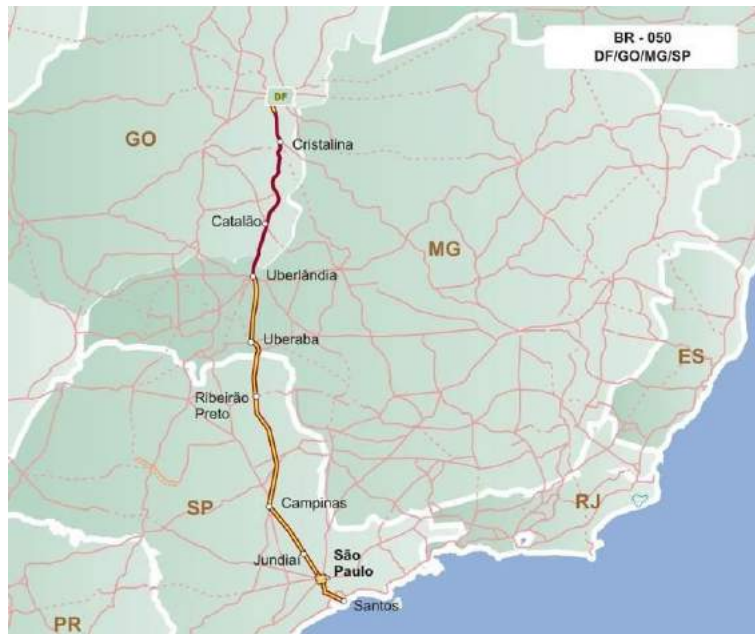 BR - 050
DF/GO/MG/SP
DF
GO
Cristalina
Catalão
MG
Uberlândia
Uberaba
ES
Ribeirão
Preto
SP
Campinas
RJ
Jundiaí
São
Paulo
Santos
PR